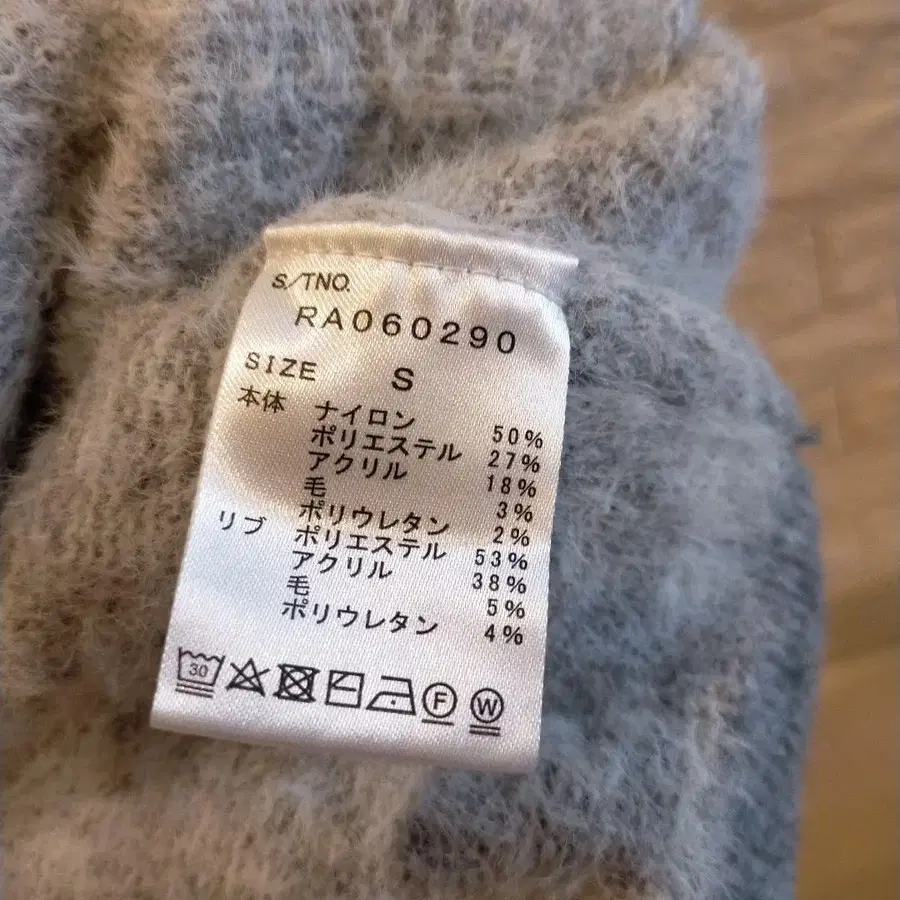 S/TNO.
RA060290
SIZE S
本体 ナイロン 50%
ポリエステル 27%
アクリル 18%
毛 3%
ポリウレタン 2%
リブ ポリエステル 53%
アクリル 38%
毛 5%
ポリウレタン 4%
30 F W